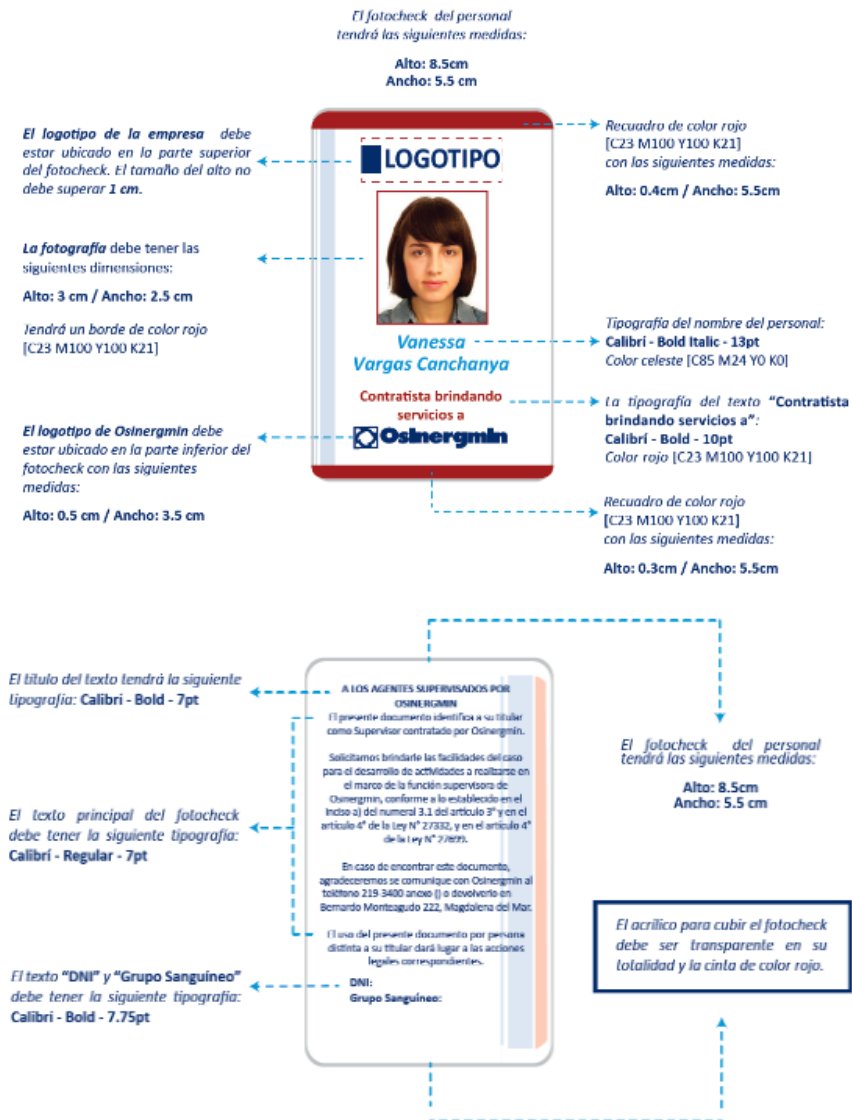 El fotocheck del personal
tendrá las siguientes medidas:
Alto: 8.5cm
Ancho: 5.5 cm
El logotipo de la empresa debe
estar ubicado en la parte superior
del fotocheck. El tamaño del alto no
debe superar 1 cm.
La fotografía debe tener las
siguientes dimensiones:
Alto: 3 cm / Ancho: 2.5 cm
Tendrá un borde de color rojo
[C23 M100 Y100 K21]
El logotipo de Osinergmin debe
estar ubicado en la parte inferior del
fotocheck con las siguientes
medidas:
Alto: 0.5 cm / Ancho: 3.5 cm
LOGOTIPO
Vanessa
Vargas Canchanya
Contratista brindando
servicios a
Osinergmin
Recuadro de color rojo
[C23 M100 Y100 K21]
con las siguientes medidas:
Alto: 0.4cm / Ancho: 5.5cm
Tipografía del nombre del personal:
Calibri - Bold Italic - 13pt
Color celeste [C85 M24 Y0 K0]
La tipografía del texto "Contratista
brindando servicios a":
Calibrí - Bold - 10pt
Color rojo [C23 M100 Y100 K21]
Recuadro de color rojo
[C23 M100 Y100 K21]
con las siguientes medidas:
Alto: 0.3cm / Ancho: 5.5cm
El título del texto tendrá la siguiente
tipografía: Calibri - Bold - 7pt
El texto principal del fotocheck
debe tener la siguiente tipografía:
Calibrí - Regular - 7pt
El texto "DNI" y "Grupo Sanguíneo"
debe tener la siguiente tipografía:
Calibri - Bold - 7.75pt
A LOS AGENTES SUPERVISADOS POR
OSINERGMIN
El presente documento identifica a su titular
como Supervisor contratado por Osinergmin.
Solicitamos brindarle las facilidades del caso
para el desarrollo de actividades a realizarse en
el marco de la función supervisora de
Osinergmin, conforme a lo establecido en el
inciso a) del numeral 3.1 del artículo 3° y en el
artículo 4° de la Ley N° 27332, y en el artículo 4°
de la Ley N° 27699.
En caso de encontrar este documento,
agradeceremos se comunique con Osinergmin al
teléfono 219-3400 anexo () o devolverlo en
Bernardo Monteagudo 222, Magdalena del Mar.
El uso del presente documento por persona
distinta a su titular dará lugar a las acciones
legales correspondientes.
DNI:
Grupo Sanguíneo:
El fotocheck del personal
tendrá las siguientes medidas:
Alto: 8.5cm
Ancho: 5.5 cm
El acrílico para cubir el fotocheck
debe ser transparente en su
totalidad y la cinta de color rojo.